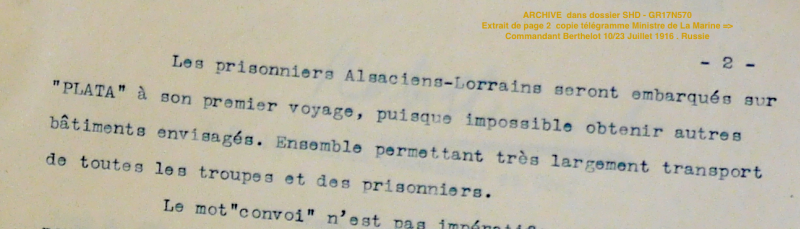 ARCHIVE dans dossier SHD - GR17N570
Extrait de page 2 copie télégramme Ministre de La Marine =>
Commandant Berthelot 10/23 Juillet 1916 , Russie
- 2 -
Les prisonniers Alsaciens-Lorrains seront embarqués sur
"PLATA" à son premier voyage, puisque impossible obtenir autres
bâtiments envisagés. Ensemble permettant très largement transport
de toutes les troupes et des prisonniers.
Le mot"convoi" n'est pas impératif